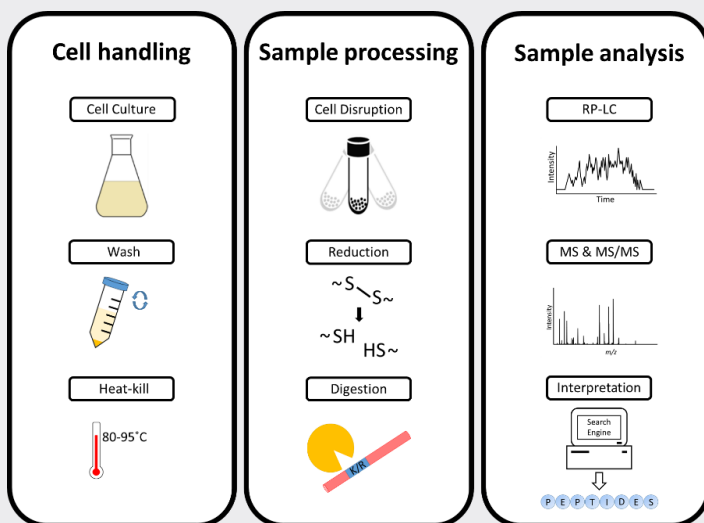 Cell handling
Cell Culture
Wash
Heat-kill
80-95˚C
Sample processing
Cell Disruption
Reduction
~S
S~
~SH
HS~
Digestion
K/R
Sample analysis
RP-LC
Intensity
Time
MS & MS/MS
Intensity
m/z
Interpretation
Search
Engine
PEPTIDES